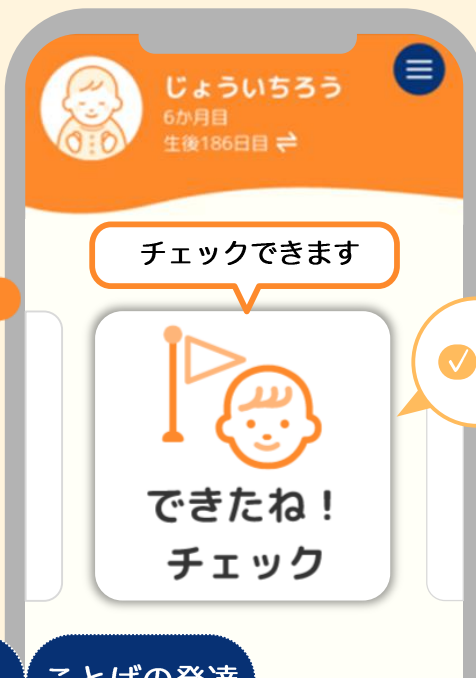 じょういちろう
6か月目
生後186日目
チェックできます
できたね！
チェック
ことばの発達